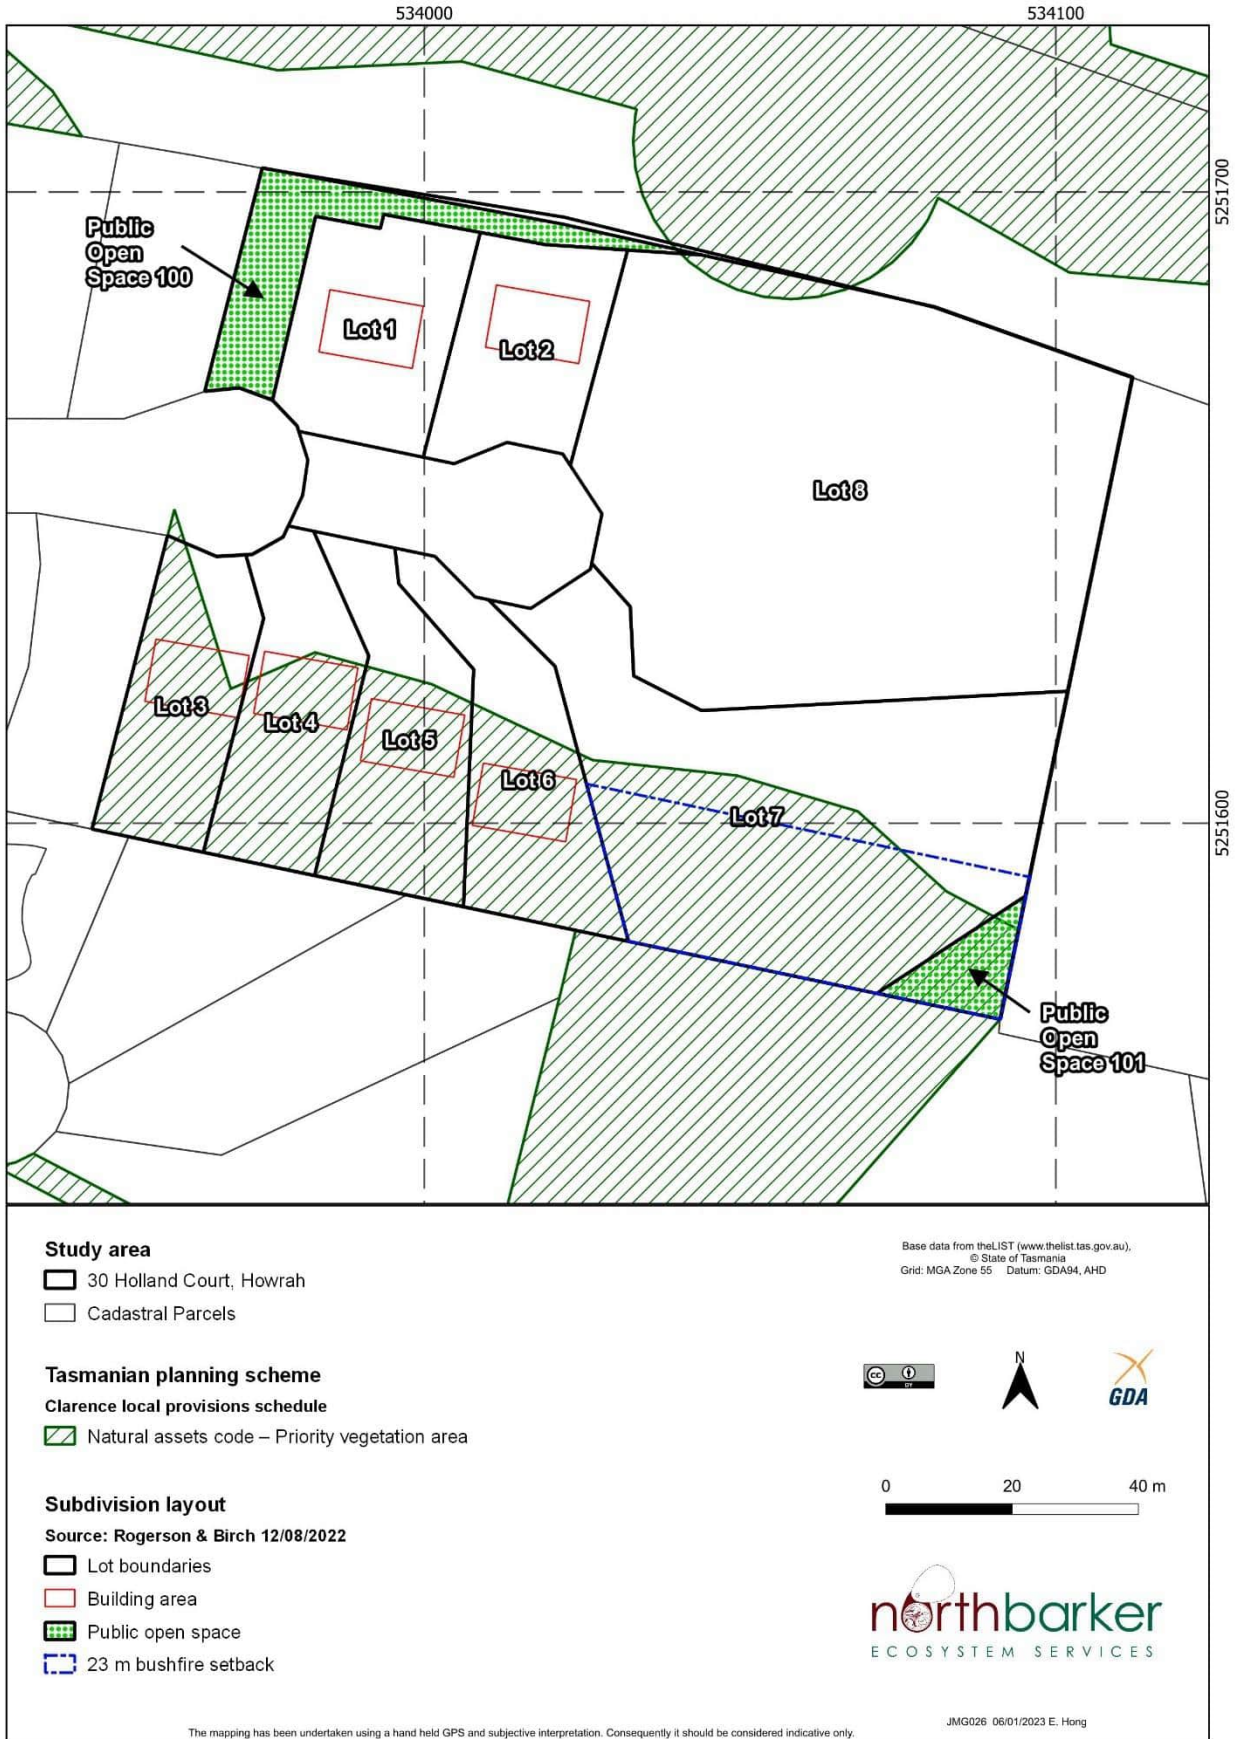 534000
534100
5251700
Public
Open
Space 100
Lot 1
Lot 2
Lot 8
Lot 3
Lot 4
Lot 5
Lot 6
Lot 7
5251600
Public
Open
Space 101
Study area
30 Holland Court, Howrah
Cadastral Parcels
Tasmanian planning scheme
Clarence local provisions schedule
Natural assets code – Priority vegetation area
Subdivision layout
Source: Rogerson & Birch 12/08/2022
Lot boundaries
Building area
Public open space
23 m bushfire setback
Base data from theLIST (www.thelist.tas.gov.au),
© State of Tasmania
Grid: MGA Zone 55 Datum: GDA94, AHD
cc
BY
N
GDA
0 20 40 m
northbarker
ECOSYSTEM SERVICES
JMG026 06/01/2023 E. Hong
The mapping has been undertaken using a hand held GPS and subjective interpretation. Consequently it should be considered indicative only.